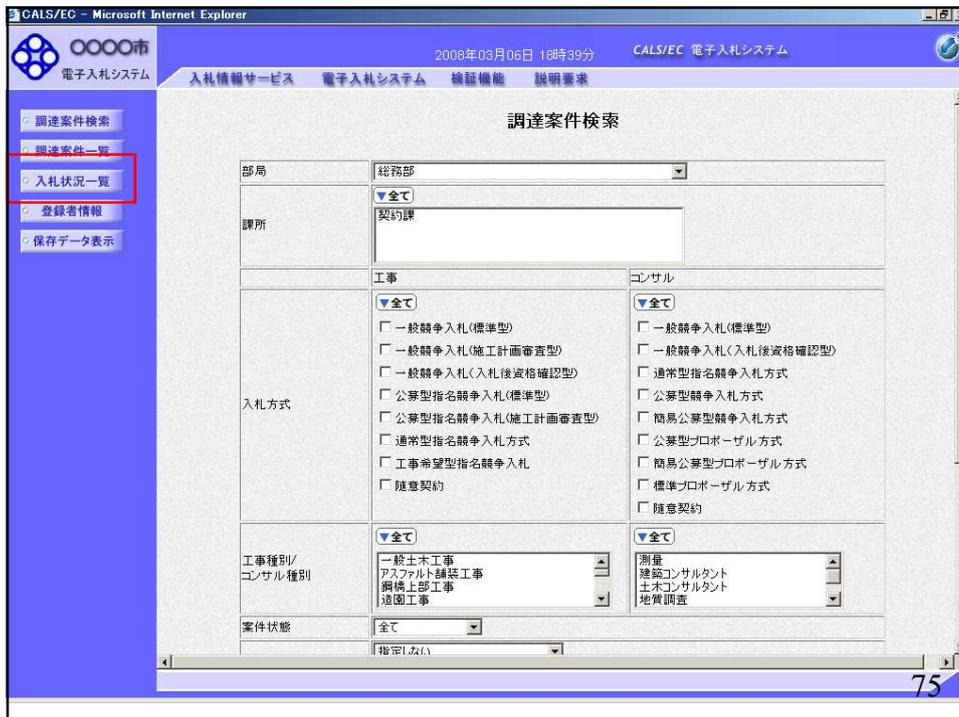 CALS/EC - Microsoft Internet Explorer
〇〇〇〇市
電子入札システム
2008年03月06日 18時39分
CALS/EC 電子入札システム
入札情報サービス 電子入札システム 検証機能 説明要求
調達案件検索
調達案件一覧
入札状況一覧
登録者情報
保存データ表示
調達案件検索
部局 総務部
課所 ▼全て
契約課
工事 コンサル
入札方式
▼全て
□一般競争入札(標準型)
□一般競争入札(施工計画審査型)
□一般競争入札(入札後資格確認型)
□公募型指名競争入札(標準型)
□公募型指名競争入札(施工計画審査型)
□通常型指名競争入札方式
□工事希望型指名競争入札
□随意契約
▼全て
□一般競争入札(標準型)
□一般競争入札(入札後資格確認型)
□通常型指名競争入札方式
□公募型競争入札方式
□簡易公募型競争入札方式
□公募型プロポーザル方式
□簡易公募型プロポーザル方式
□標準プロポーザル方式
□随意契約
工事種別/
コンサル種別
▼全て
一般土木工事
アスファルト舗装工事
鋼橋上部工事
造園工事
▼全て
測量
建築コンサルタント
土木コンサルタント
地質調査
案件状態 全て
指定しない
75